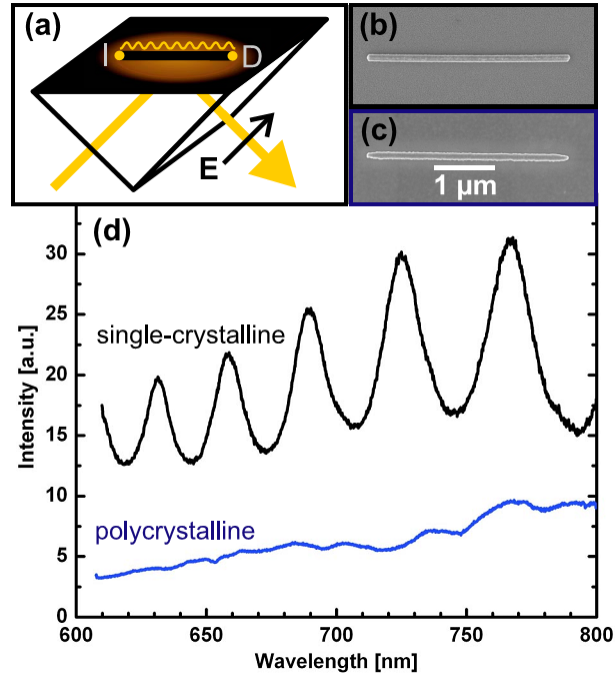 (a)
I
D
E
(b)
(c)
1 µm
(d)
single-crystalline
polycrystalline
Intensity [a.u.]
30
25
20
15
10
5
0
600 650 700 750 800
Wavelength [nm]